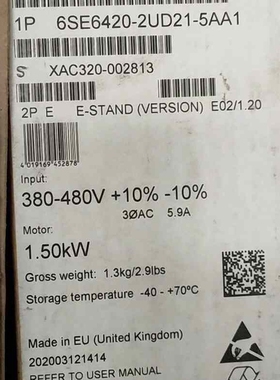 1P 6SE6420-2UD21-5AA1
S XAC320-002813
2P E E-STAND (VERSION) E02/1.20
4019169452878
Input:
380-480V +10% -10%
3ØAC 5.9A
Motor:
1.50kW
Gross weight: 1.3kg/2.9lbs
Storage temperature -40 - +70°C
Made in EU (United Kingdom)
202003121414
REFER TO USER MANUAL